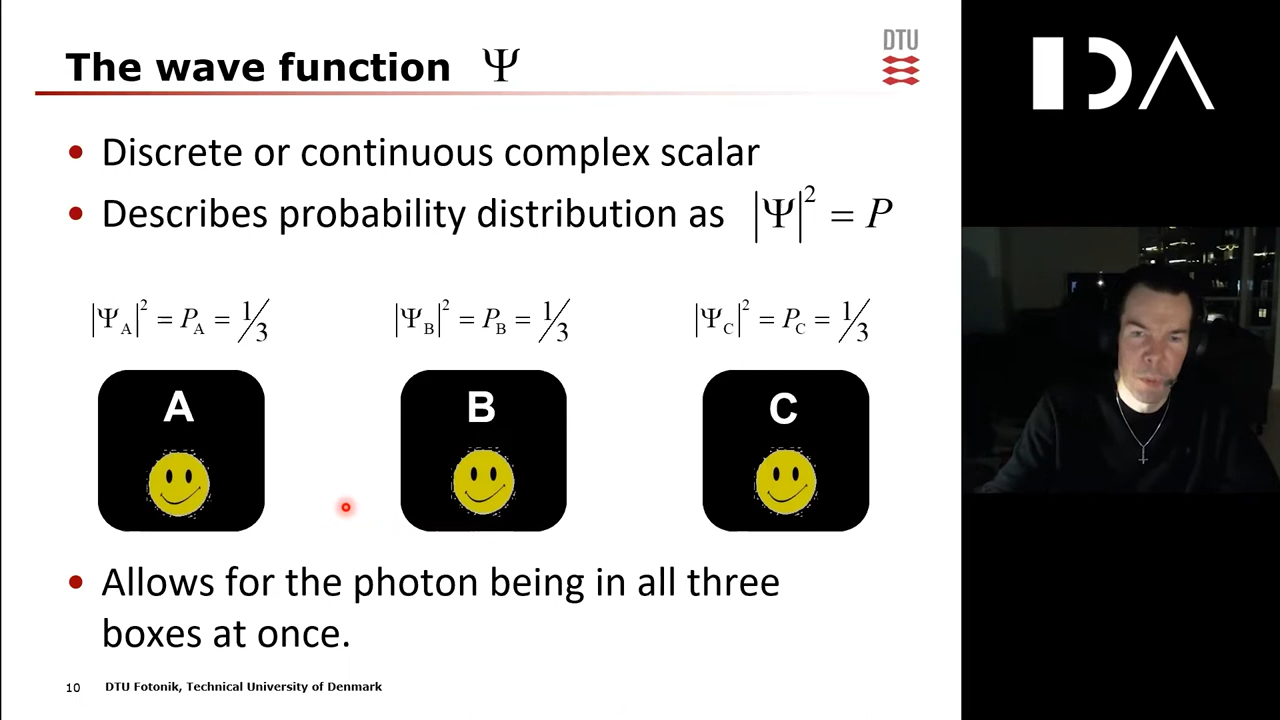 The wave function Ψ
DTU
IDA
• Discrete or continuous complex scalar
• Describes probability distribution as |Ψ|² = P
|Ψ_A|² = P_A = 1/3
|Ψ_B|² = P_B = 1/3
|Ψ_C|² = P_C = 1/3
A
B
C
• Allows for the photon being in all three
boxes at once.
10 DTU Fotonik, Technical University of Denmark